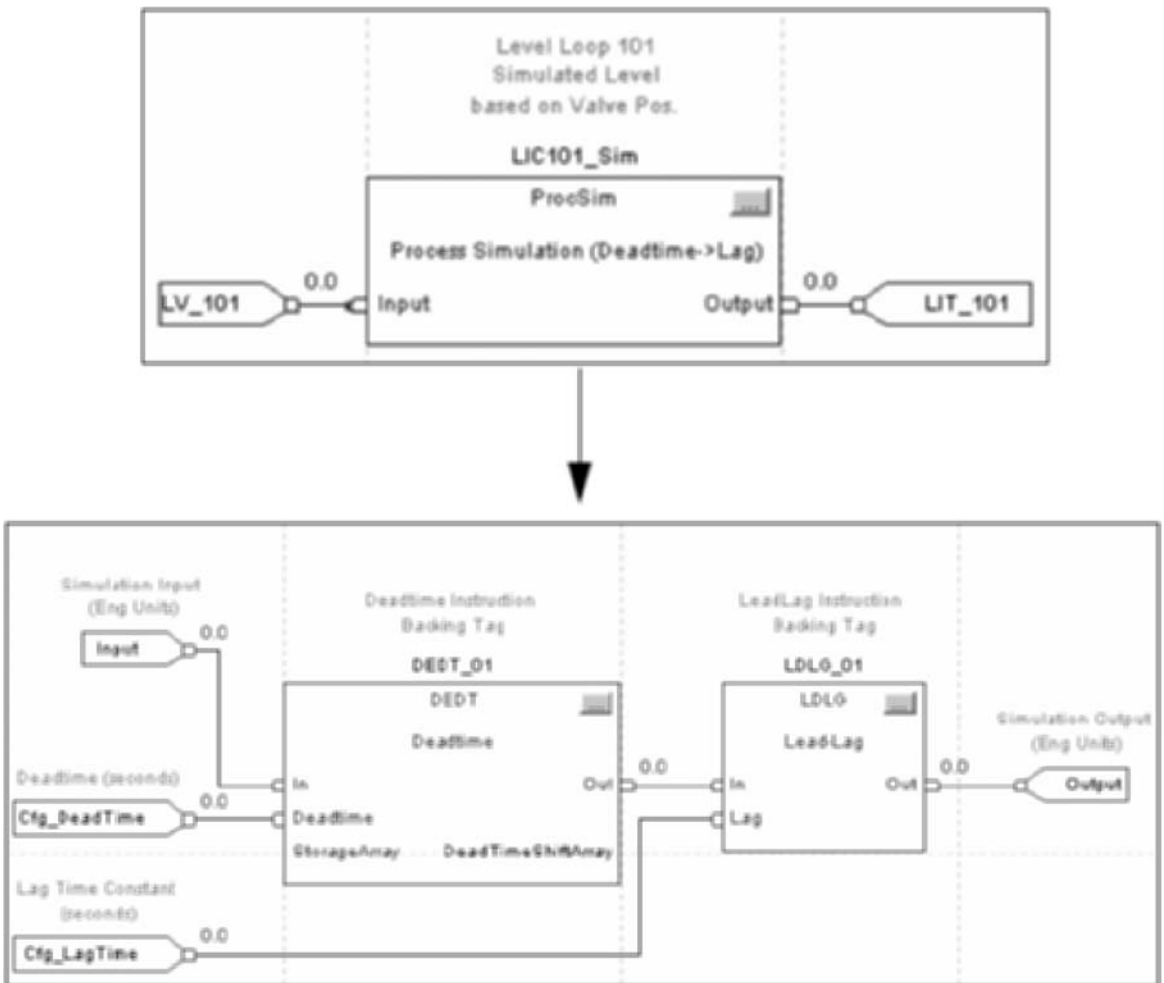 Level Loop 101
Simulated Level
based on Valve Pos.
LIC101_Sim
ProcSim
...
Process Simulation (Deadtime->Lag)
0.0
0.0
LV_101
Input
Output
LIT_101
Simulation Input
(Eng Units)
0.0
Input
Deadtime Instruction
Backing Tag
DEDT_01
DEDT
...
Deadtime
LeadLag Instruction
Backing Tag
LDLG_01
LDLG
...
Lead-Lag
Simulation Output
(Eng Units)
Deadtime (seconds)
0.0
Cfg_DeadTime
In
Out
0.0
In
Out
0.0
Output
Deadtime
Lag
StorageArray
DeadTimeShiftArray
Lag Time Constant
(seconds)
0.0
Cfg_LagTime